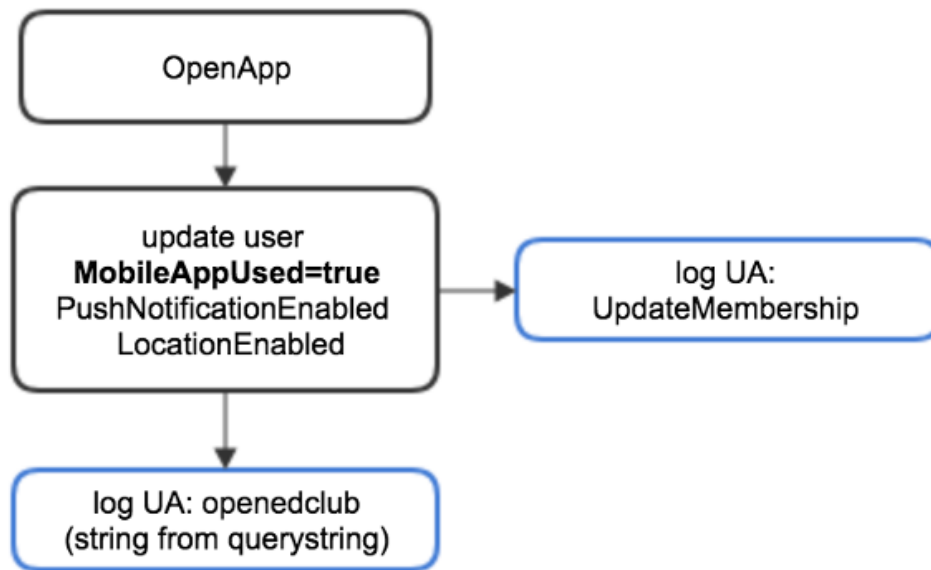 OpenApp
update user
MobileAppUsed=true
PushNotificationEnabled
LocationEnabled
log UA:
UpdateMembership
log UA: openedclub
(string from querystring)